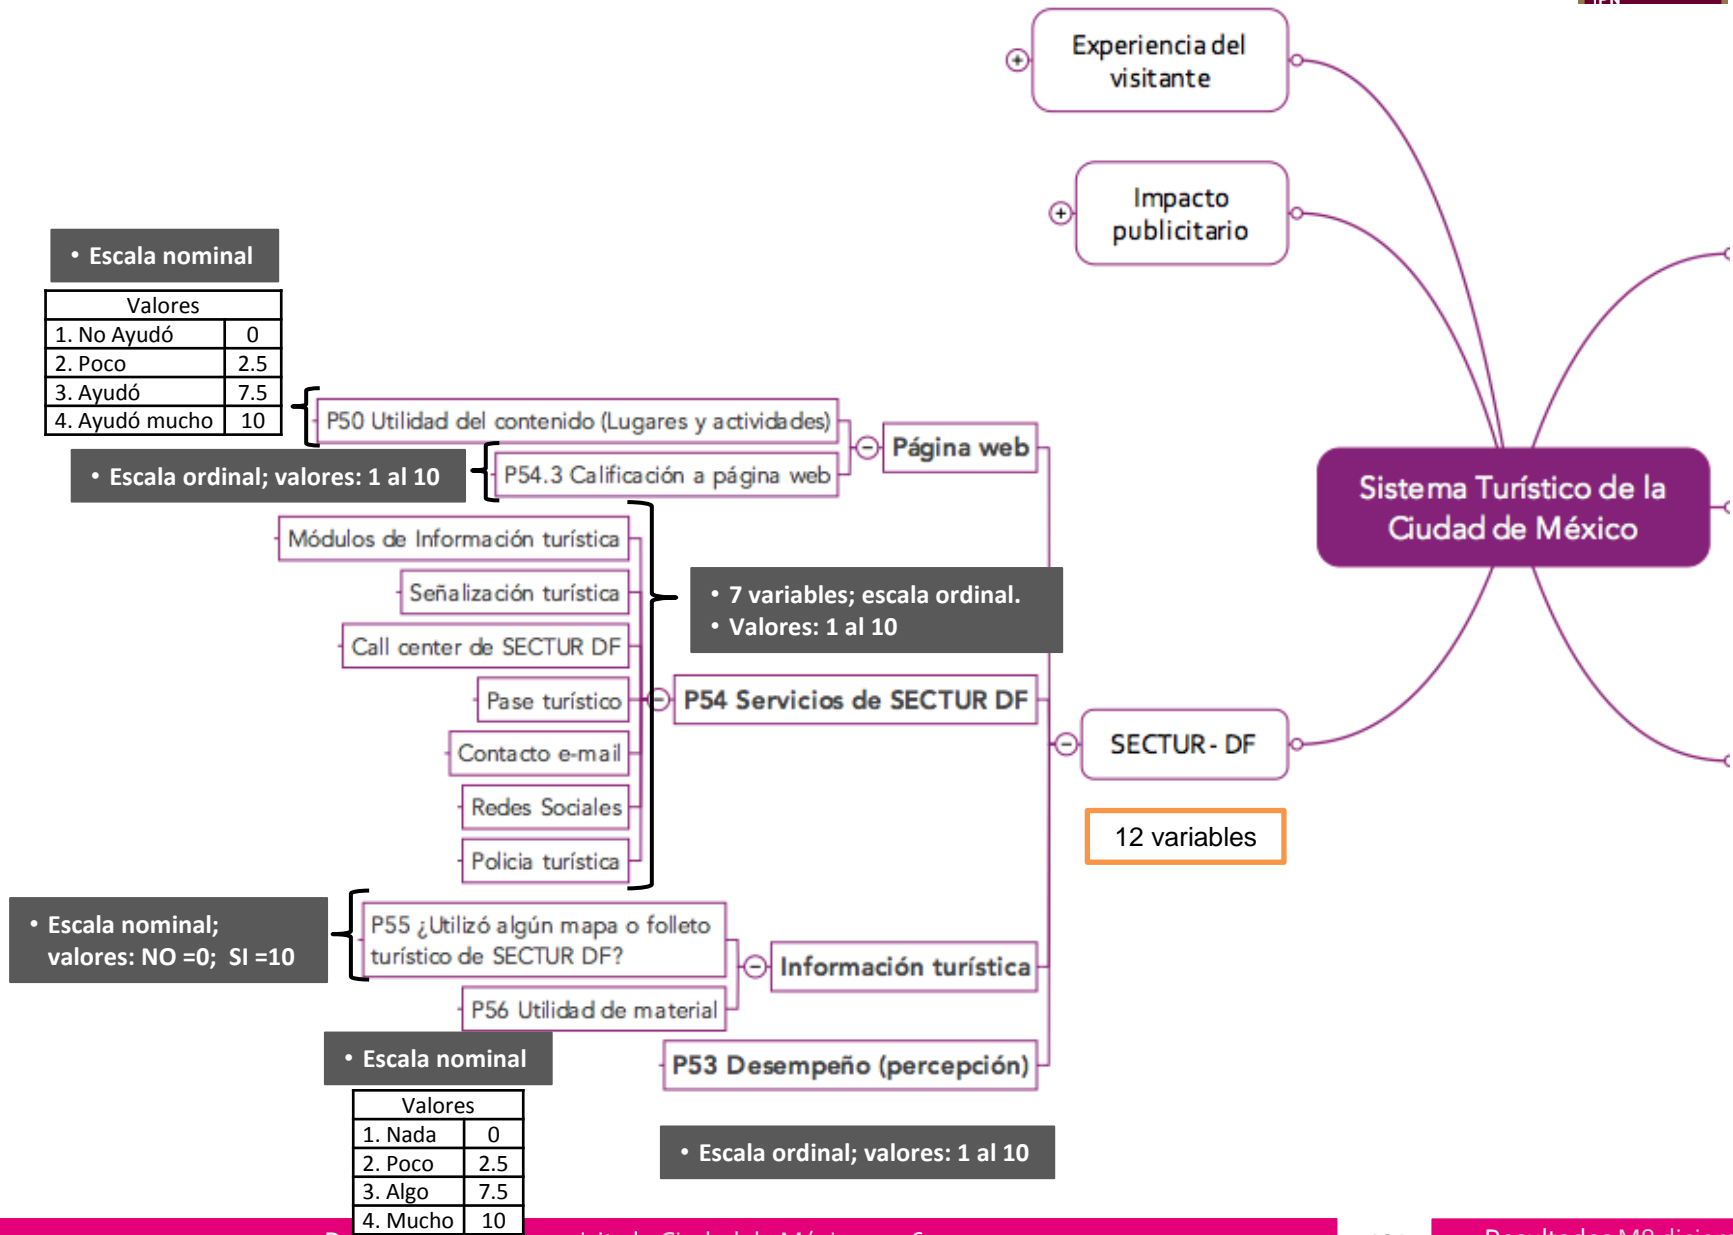 Experiencia del
visitante
Impacto
publicitario
• Escala nominal
Valores
1. No Ayudó 0
2. Poco 2.5
3. Ayudó 7.5
4. Ayudó mucho 10
P50 Utilidad del contenido (Lugares y actividades)
Página web
• Escala ordinal; valores: 1 al 10
P54.3 Calificación a página web
Sistema Turístico de la
Ciudad de México
Módulos de Información turística
Señalización turística
Call center de SECTUR DF
Pase turístico
Contacto e-mail
Redes Sociales
Policia turística
• 7 variables; escala ordinal.
• Valores: 1 al 10
P54 Servicios de SECTUR DF
SECTUR - DF
12 variables
• Escala nominal;
valores: NO =0; SI =10
P55 ¿Utilizó algún mapa o folleto
turístico de SECTUR DF?
Información turística
P56 Utilidad de material
• Escala nominal
P53 Desempeño (percepción)
Valores
1. Nada 0
2. Poco 2.5
3. Algo 7.5
4. Mucho 10
• Escala ordinal; valores: 1 al 10